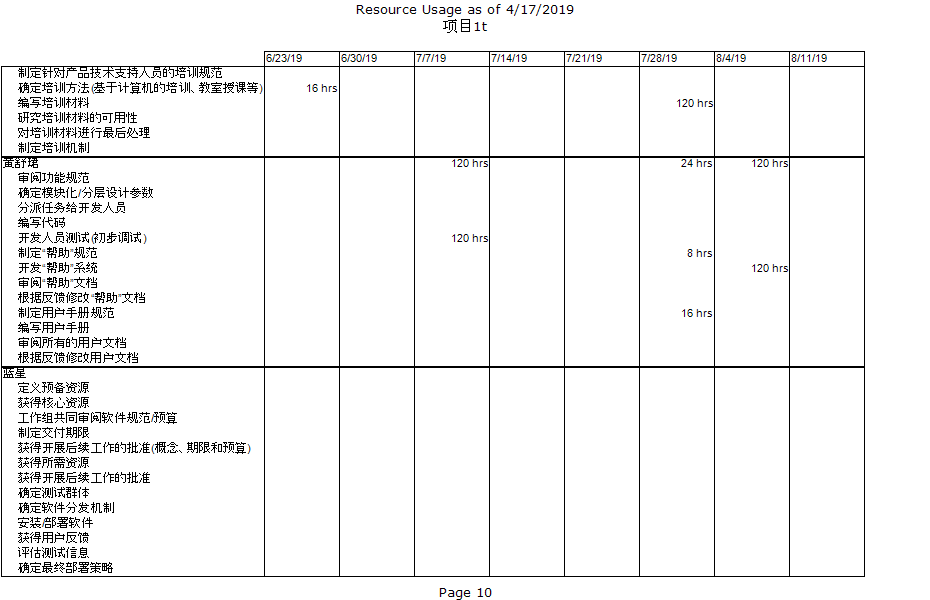 Resource Usage as of 4/17/2019
项目1t
6/23/19 6/30/19 7/7/19 7/14/19 7/21/19 7/28/19 8/4/19 8/11/19
制定针对产品技术支持人员的培训规范
确定培训方法(基于计算机的培训、教室授课等) 16 hrs
编写培训材料 120 hrs
研究培训材料的可用性
对培训材料进行最后处理
制定培训机制
黄舒珺 120 hrs 24 hrs 120 hrs
审阅功能规范
确定模块化/分层设计参数
分派任务给开发人员
编写代码
开发人员测试(初步调试) 120 hrs
制定“帮助”规范 8 hrs
开发“帮助”系统 120 hrs
审阅“帮助”文档
根据反馈修改“帮助”文档
制定用户手册规范 16 hrs
编写用户手册
审阅所有的用户文档
根据反馈修改用户文档
蓝星
定义预备资源
获得核心资源
工作组共同审阅软件规范/预算
制定交付期限
获得开展后续工作的批准(概念、期限和预算)
获得所需资源
获得开展后续工作的批准
确定测试群体
确定软件分发机制
安装/部署软件
获得用户反馈
评估测试信息
确定最终部署策略
Page 10